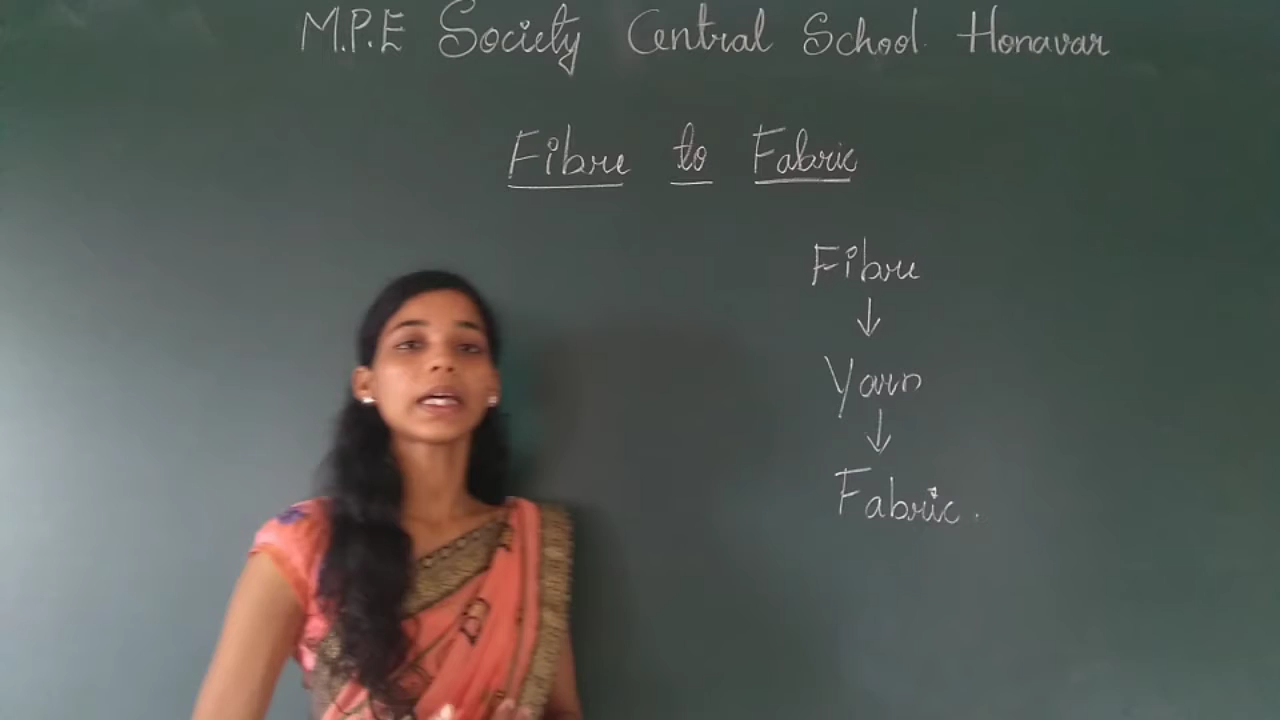 M.P.E Society Central School. Honavar
Fibre to Fabric
Fibre
↓
Yarn
↓
Fabric.